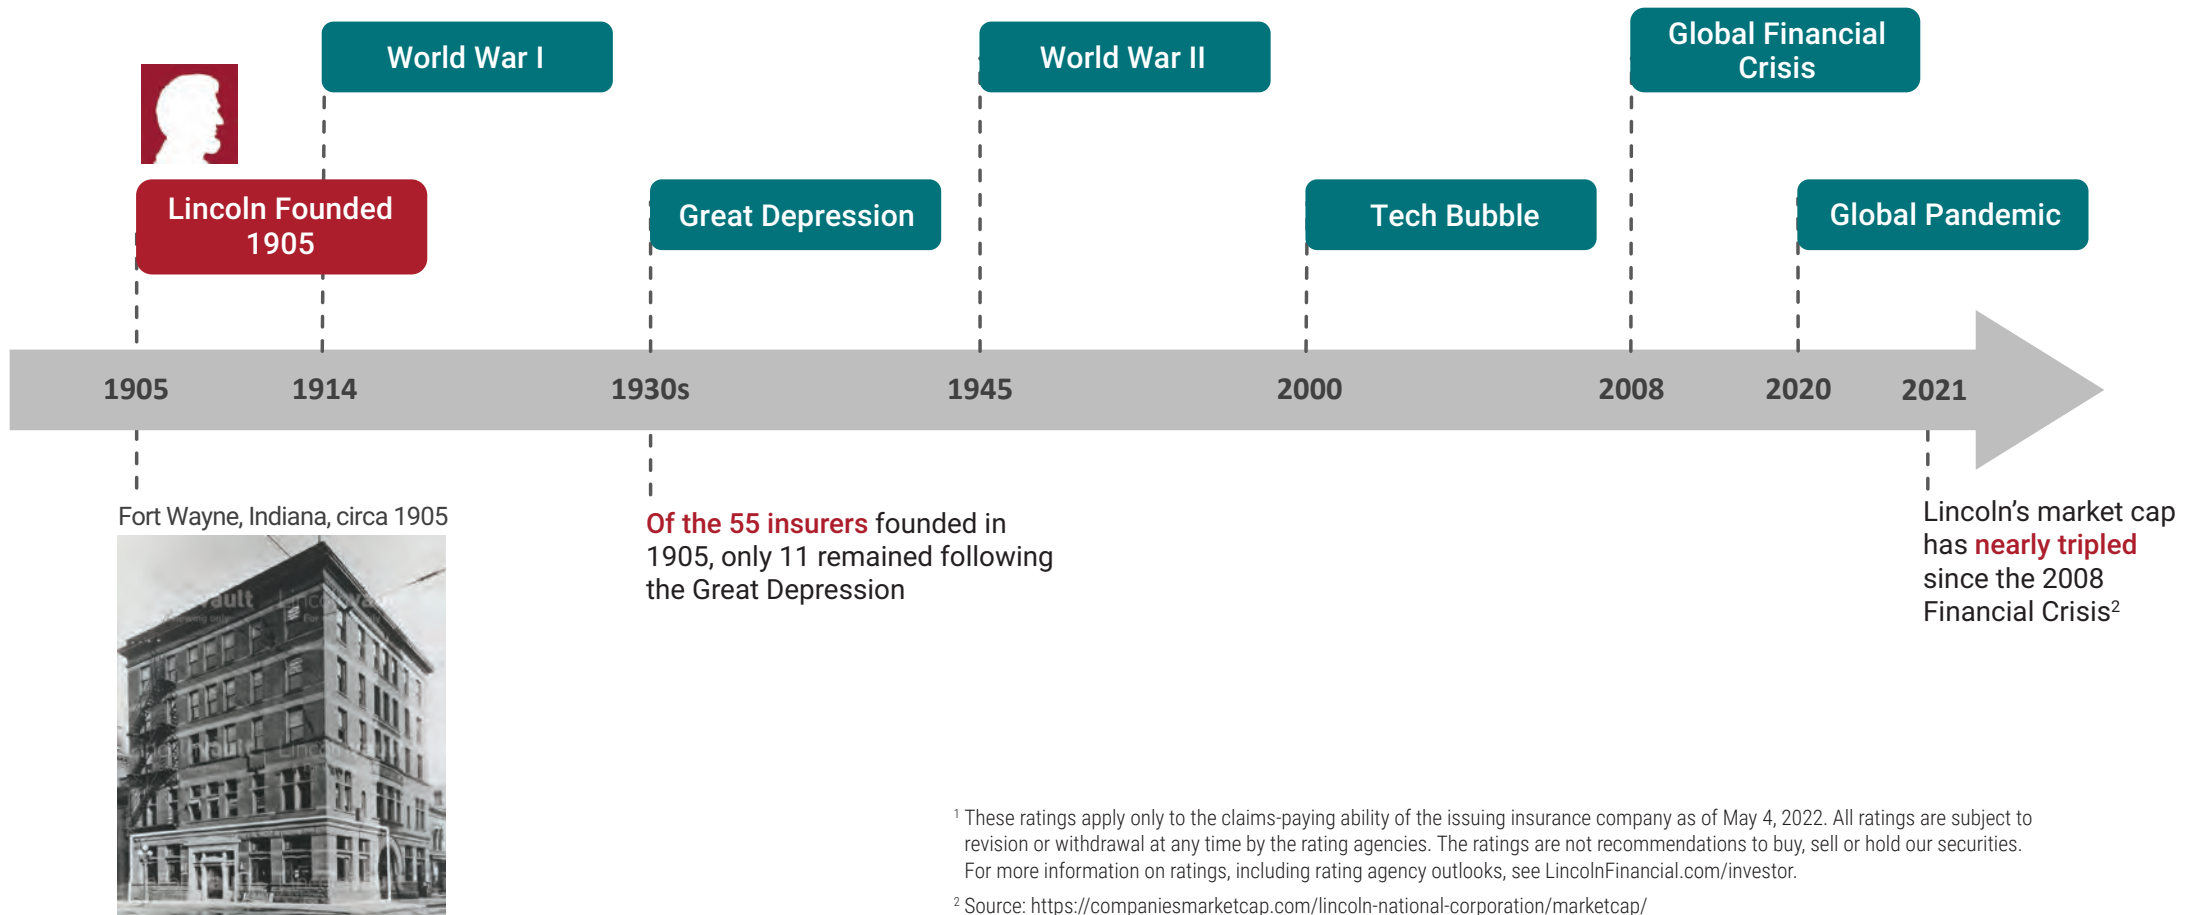 World War I
World War II
Global Financial
Crisis
Lincoln Founded
1905
Great Depression
Tech Bubble
Global Pandemic
1905
1914
1930s
1945
2000
2008
2020
2021
Fort Wayne, Indiana, circa 1905
Of the 55 insurers founded in
1905, only 11 remained following
the Great Depression
Lincoln’s market cap
has nearly tripled
since the 2008
Financial Crisis²
¹ These ratings apply only to the claims-paying ability of the issuing insurance company as of May 4, 2022. All ratings are subject to
revision or withdrawal at any time by the rating agencies. The ratings are not recommendations to buy, sell or hold our securities.
For more information on ratings, including rating agency outlooks, see LincolnFinancial.com/investor.
² Source: https://companiesmarketcap.com/lincoln-national-corporation/marketcap/